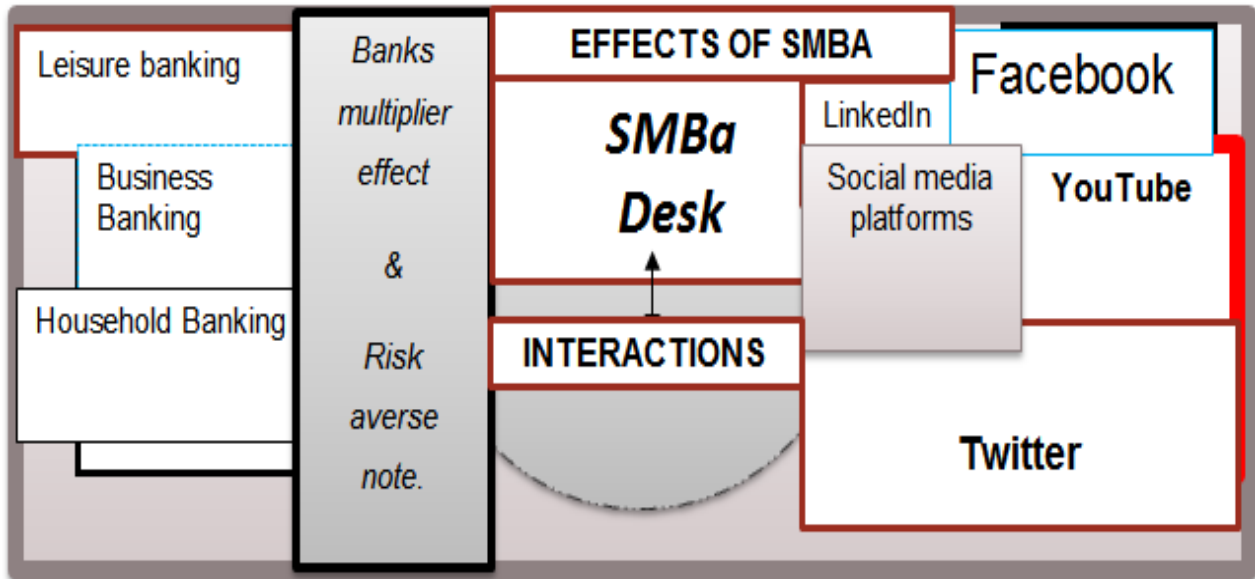 Leisure banking
Business
Banking
Household Banking
Banks
multiplier
effect
&
Risk
averse
note.
EFFECTS OF SMBA
SMBa
Desk
INTERACTIONS
LinkedIn
Facebook
Social media
platforms
YouTube
Twitter